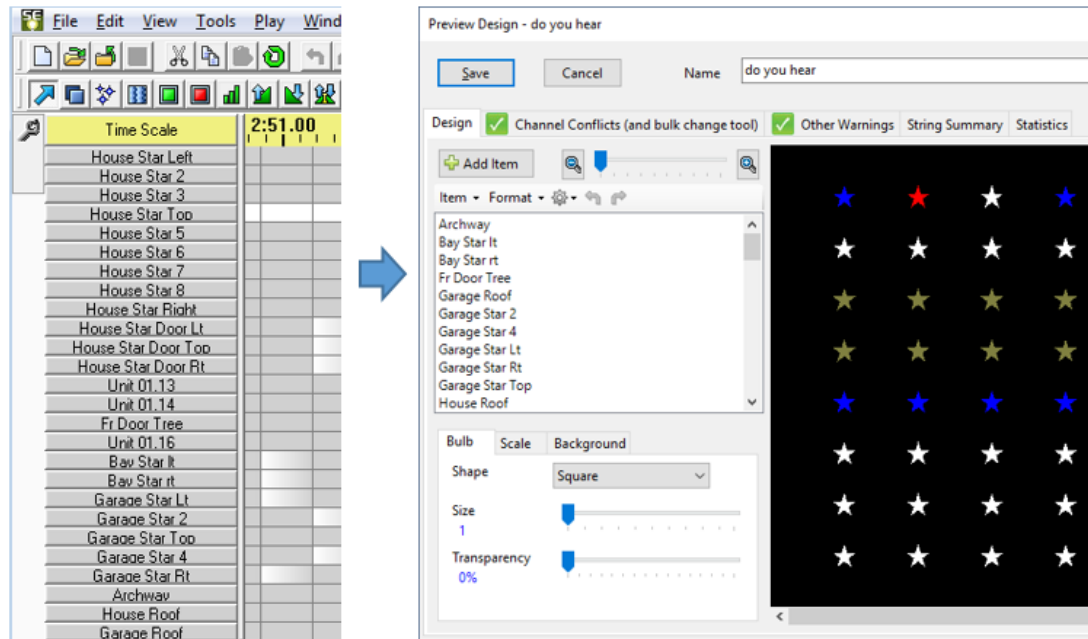 File Edit View Tools Play Wind
Time Scale
2:51.00
House Star Left
House Star 2
House Star 3
House Star Top
House Star 5
House Star 6
House Star 7
House Star 8
House Star Right
House Star Door Lt
House Star Door Top
House Star Door Rt
Unit 01.13
Unit 01.14
Fr Door Tree
Unit 01.16
Bay Star lt
Bay Star rt
Garage Star Lt
Garage Star 2
Garage Star Top
Garage Star 4
Garage Star Rt
Archway
House Roof
Garage Roof
Preview Design - do you hear
Save Cancel Name do you hear
Design Channel Conflicts (and bulk change tool) Other Warnings String Summary Statistics
Add Item
Item Format
Archway
Bay Star lt
Bay Star rt
Fr Door Tree
Garage Roof
Garage Star 2
Garage Star 4
Garage Star Lt
Garage Star Rt
Garage Star Top
House Roof
Bulb Scale Background
Shape Square
Size
1
Transparency
0%